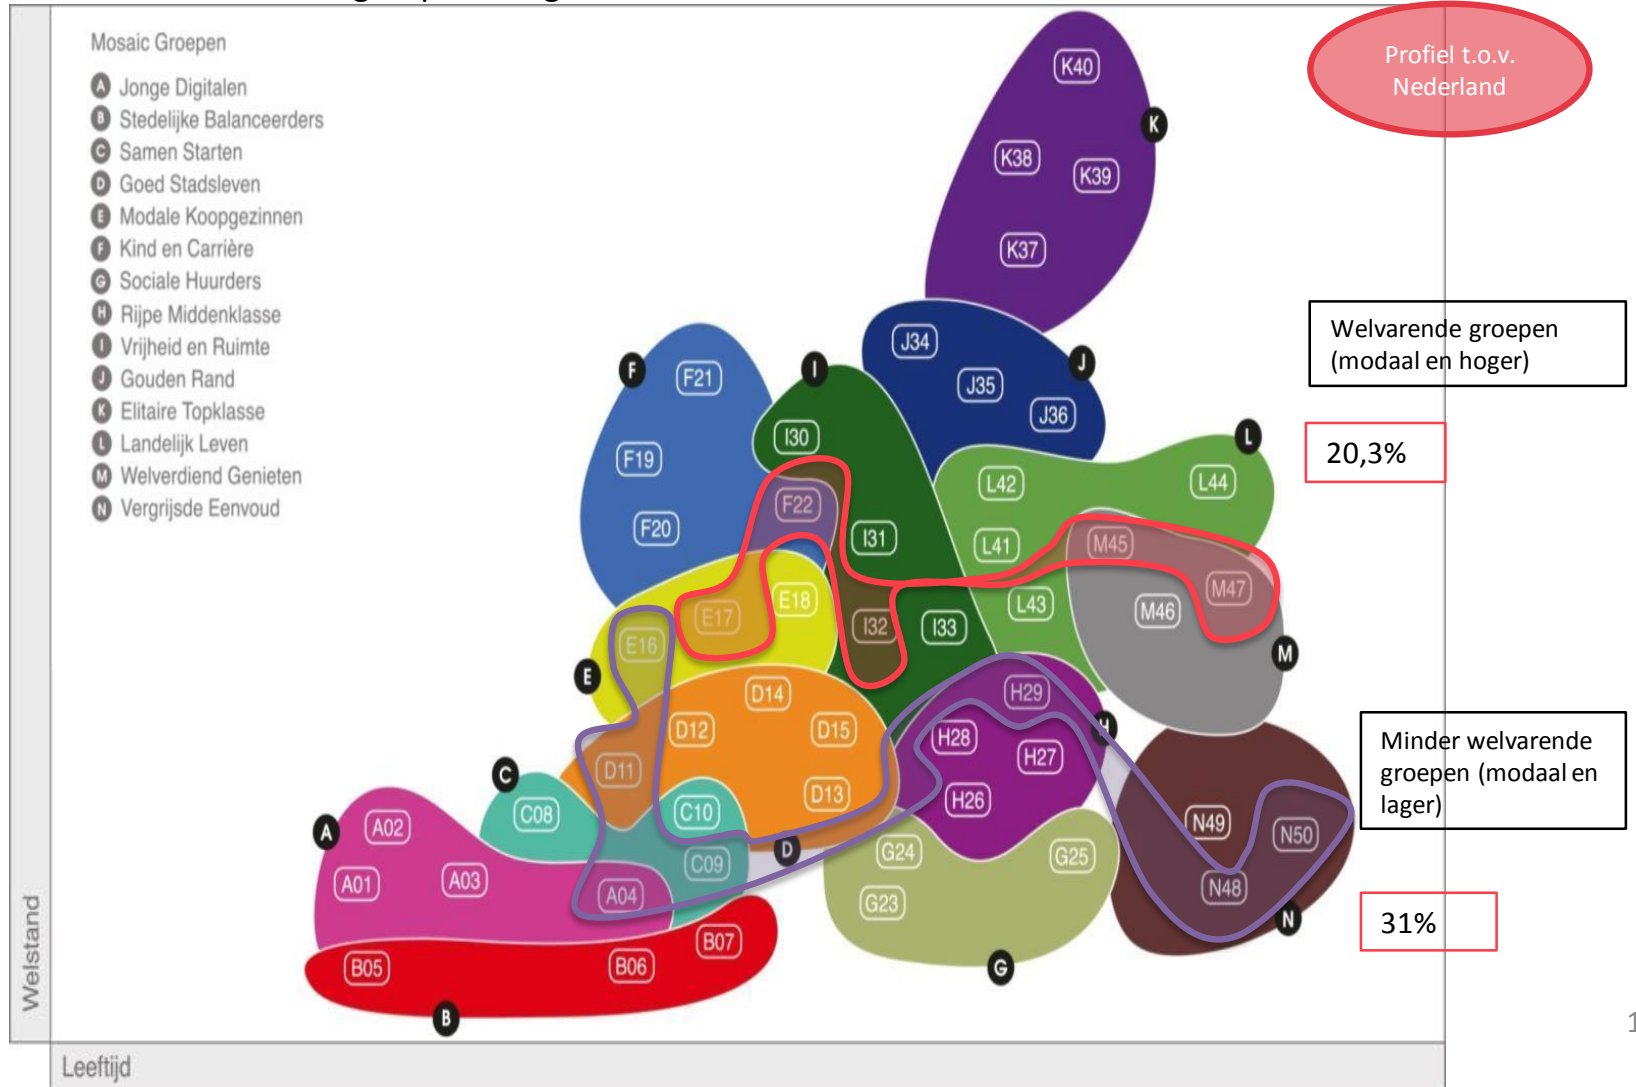 Mosaic Groepen
A Jonge Digitalen
B Stedelijke Balanceerders
C Samen Starten
D Goed Stadsleven
E Modale Koopgezinnen
F Kind en Carrière
G Sociale Huurders
H Rijpe Middenklasse
I Vrijheid en Ruimte
J Gouden Rand
K Elitaire Topklasse
L Landelijk Leven
M Welverdiend Genieten
N Vergrijsde Eenvoud
Profiel t.o.v.
Nederland
K40
K
K38
K39
K37
J34
J
J35
J36
F
F21
I
I30
F19
F20
F22
I31
L
L42
L44
L41
M45
L43
M46
M47
M
E17
E18
I32
I33
E16
E
D14
D12
D15
D11
D13
D
H29
H28
H
H27
H26
C
C08
C10
C09
A
A02
A01
A03
A04
G24
G25
G23
G
N49
N50
N48
N
B07
B05
B06
B
Welvarende groepen
(modaal en hoger)
20,3%
Minder welvarende
groepen (modaal en
lager)
31%
Welstand
Leeftijd
1